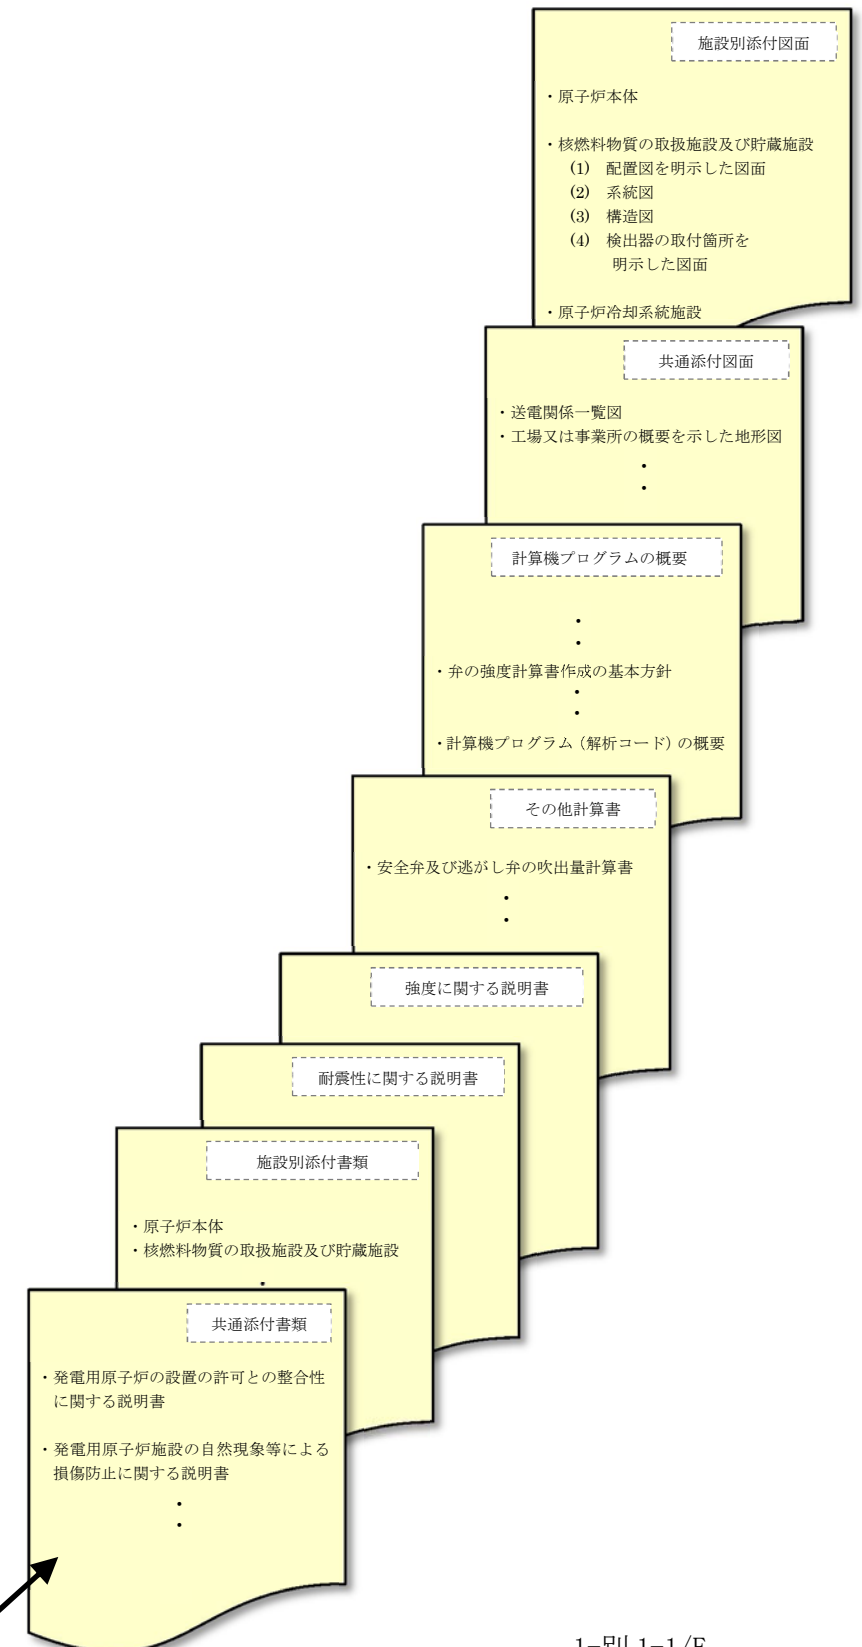 施設別添付図面
・原子炉本体
・核燃料物質の取扱施設及び貯蔵施設
(1) 配置図を明示した図面
(2) 系統図
(3) 構造図
(4) 検出器の取付箇所を
明示した図面
・原子炉冷却系統施設
共通添付図面
・送電関係一覧図
・工場又は事業所の概要を示した地形図
・
・
計算機プログラムの概要
・
・
・弁の強度計算書作成の基本方針
・
・
・計算機プログラム（解析コード）の概要
その他計算書
・安全弁及び逃がし弁の吹出量計算書
・
・
強度に関する説明書
耐震性に関する説明書
施設別添付書類
・原子炉本体
・核燃料物質の取扱施設及び貯蔵施設
・
共通添付書類
・発電用原子炉の設置の許可との整合性
に関する説明書
・発電用原子炉施設の自然現象等による
損傷防止に関する説明書
・
・